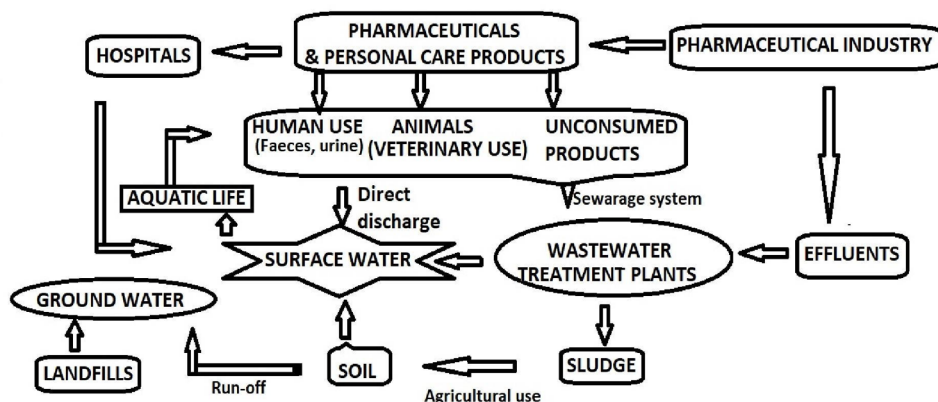 PHARMACEUTICALS
& PERSONAL CARE PRODUCTS
HOSPITALS
PHARMACEUTICAL INDUSTRY
HUMAN USE
(Faeces, urine)
ANIMALS
(VETERINARY USE)
UNCONSUMED
PRODUCTS
AQUATIC LIFE
Direct
discharge
Sewarage system
SURFACE WATER
WASTEWATER
TREATMENT PLANTS
EFFLUENTS
GROUND WATER
LANDFILLS
Run-off
SOIL
Agricultural use
SLUDGE